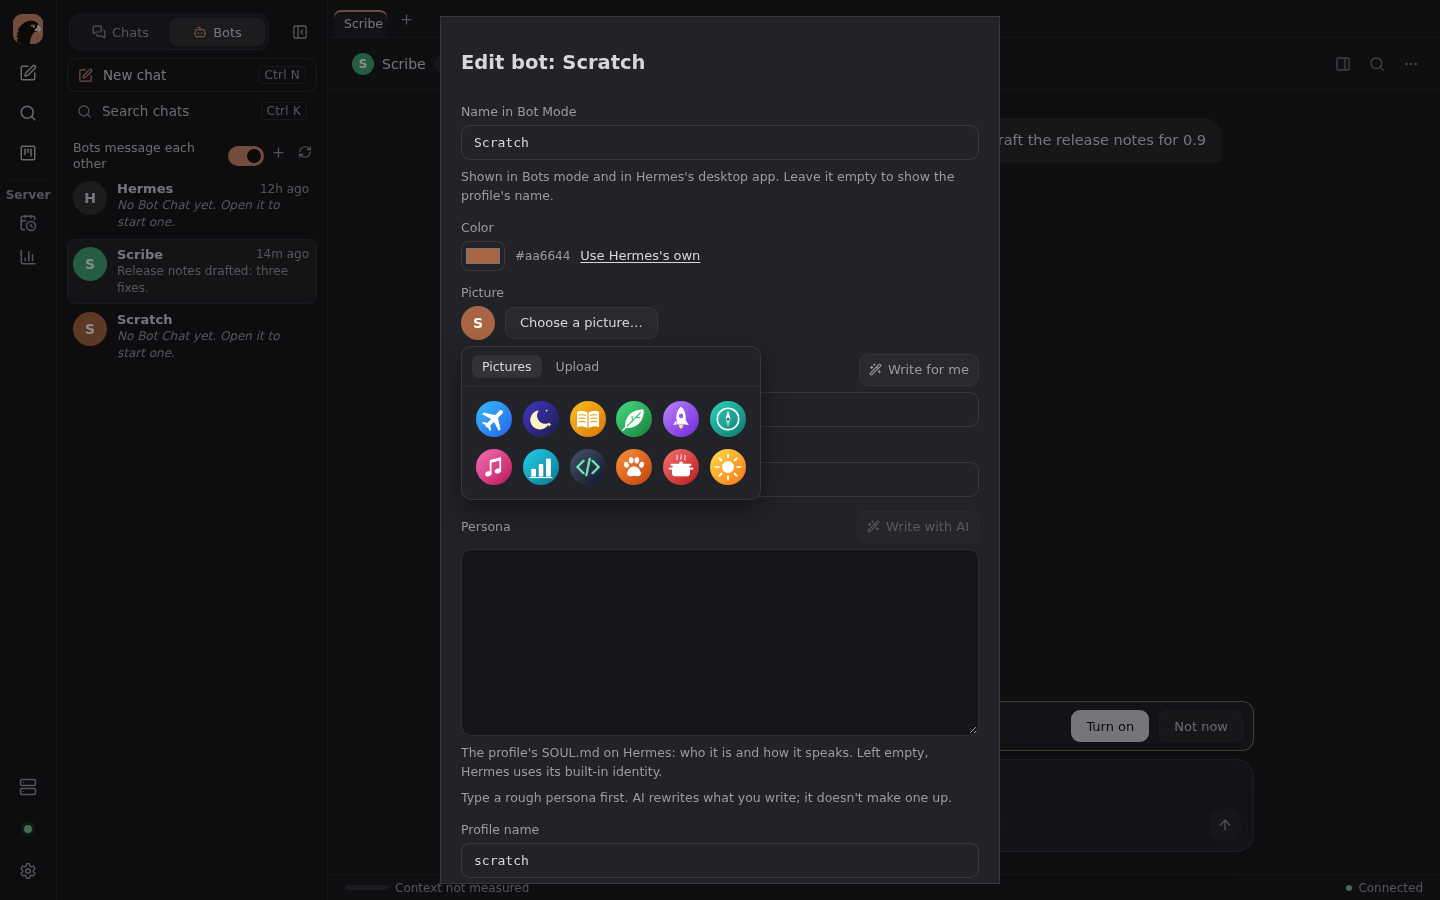 Chats
Bots
New chat
Ctrl N
Search chats
Ctrl K
Bots message each
other
Server
H
Hermes
12h ago
No Bot Chat yet. Open it to
start one.
S
Scribe
14m ago
Release notes drafted: three
fixes.
S
Scratch
No Bot Chat yet. Open it to
start one.
Scribe
S
Scribe
raft the release notes for 0.9
Edit bot: Scratch
Name in Bot Mode
Scratch
Shown in Bots mode and in Hermes's desktop app. Leave it empty to show the
profile's name.
Color
#aa6644
Use Hermes's own
Picture
S
Choose a picture...
Pictures
Upload
Write for me
Persona
Write with AI
The profile's SOUL.md on Hermes: who it is and how it speaks. Left empty,
Hermes uses its built-in identity.
Type a rough persona first. AI rewrites what you write; it doesn't make one up.
Profile name
scratch
Turn on
Not now
Context not measured
Connected